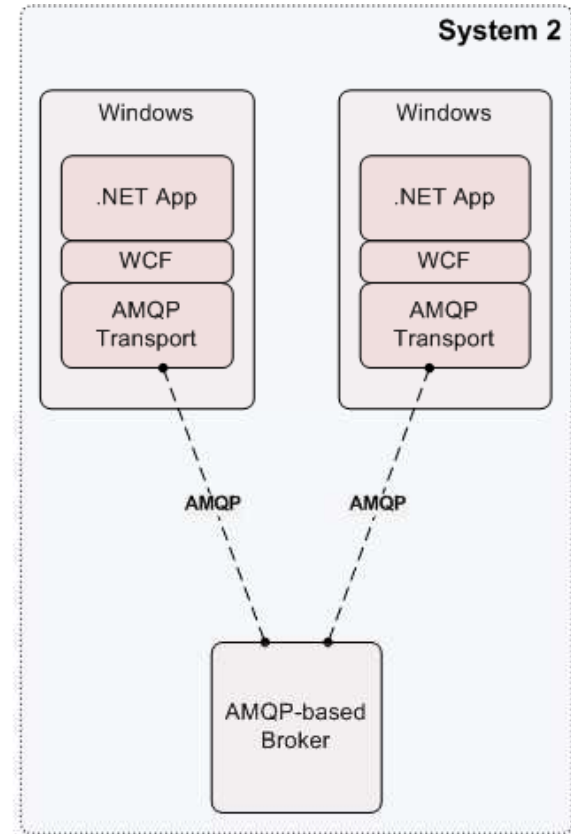 System 2
Windows
.NET App
WCF
AMQP
Transport
Windows
.NET App
WCF
AMQP
Transport
AMQP
AMQP
AMQP-based
Broker